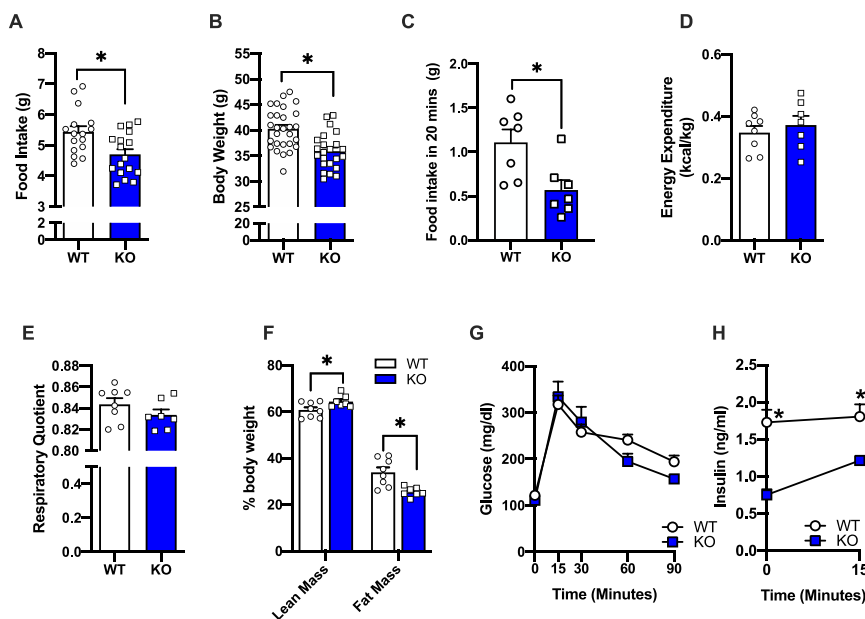 A
Food Intake (g)
8
7
6
5
4
3
2
0
*
WT
KO
B
Body Weight (g)
50
45
40
35
30
25
20
0
*
WT
KO
C
Food intake in 20 mins (g)
2.0
1.5
1.0
0.5
0.0
*
WT
KO
D
Energy Expenditure
(kcal/kg)
0.6
0.4
0.2
0.0
WT
KO
E
Respiratory Quotient
0.88
0.86
0.84
0.82
0.80
0.4
0.2
0.0
WT
KO
F
% body weight
80
60
40
20
0
*
*
WT
KO
Lean Mass
Fat Mass
G
Glucose (mg/dl)
400
300
200
100
0
0
15
30
60
90
Time (Minutes)
WT
KO
H
Insulin (ng/ml)
2.5
2.0
1.5
1.0
0.5
0.0
*
*
0
15
Time (Minutes)
WT
KO